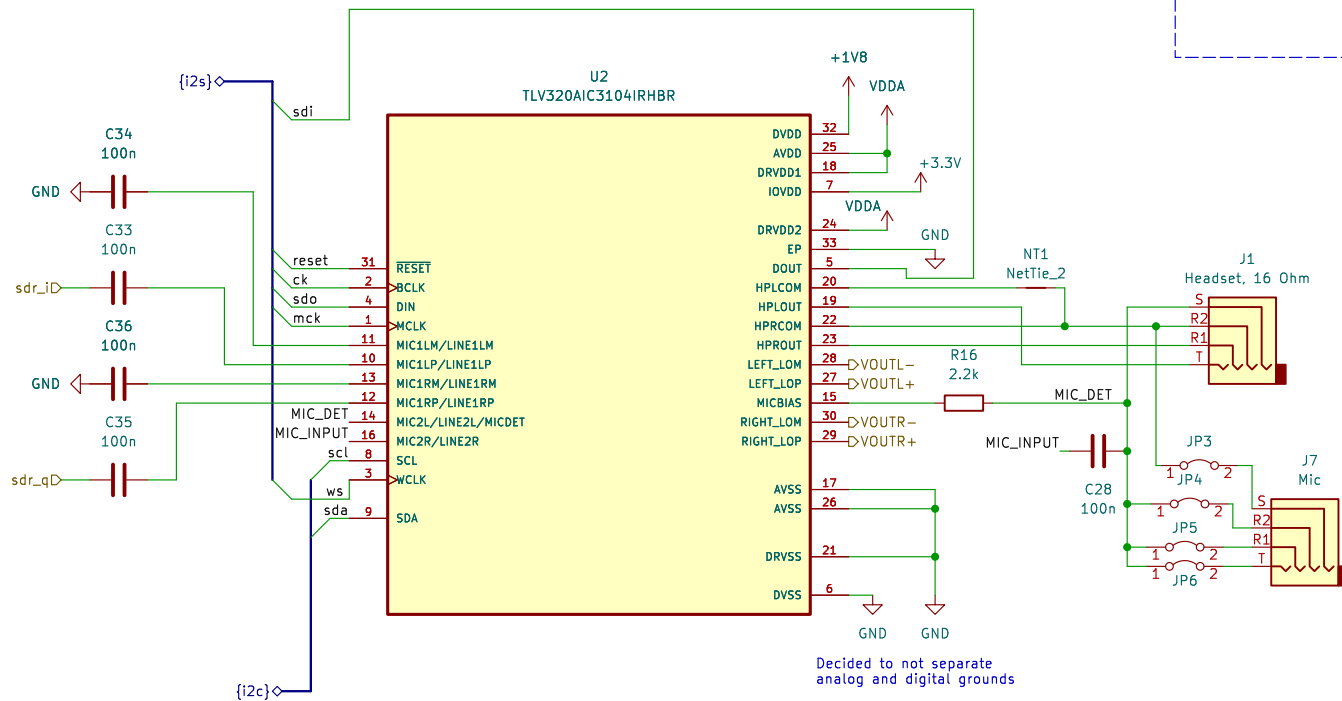 {i2s}
sdi
U2
TLV320AIC3104IRHBR
+1V8
VDDA
C34
100n
GND
C33
100n
sdr_i
C36
100n
GND
C35
100n
sdr_q
reset
ck
sdo
mck
MIC_DET
MIC_INPUT
scl
ws
sda
{i2c}
31 RESET
2 BCLK
4 DIN
1 MCLK
11 MIC1LM/LINE1LM
10 MIC1LP/LINE1LP
13 MIC1RM/LINE1RM
12 MIC1RP/LINE1RP
14 MIC2L/LINE2L/MICDET
16 MIC2R/LINE2R
8 SCL
3 WCLK
9 SDA
DVDD 32
AVDD 25
DRVDD1 18
IOVDD 7
+3.3V
VDDA
DRVDD2 24
EP 33
GND
DOUT 5
HPLCOM 20
HPLOUT 19
HPRCOM 22
HPROUT 23
LEFT_LOM 28 VOUTL-
LEFT_LOP 27 VOUTL+
MICBIAS 15
RIGHT_LOM 30 VOUTR-
RIGHT_LOP 29 VOUTR+
AVSS 17
AVSS 26
DRVSS 21
DVSS 6
GND
GND
Decided to not separate
analog and digital grounds
NT1
NetTie_2
R16
2.2k
MIC_DET
MIC_INPUT
C28
100n
J1
Headset, 16 Ohm
S
R2
R1
T
JP3
1 2
JP4
1 2
JP5
1 2
1 2
JP6
J7
Mic
S
R2
R1
T